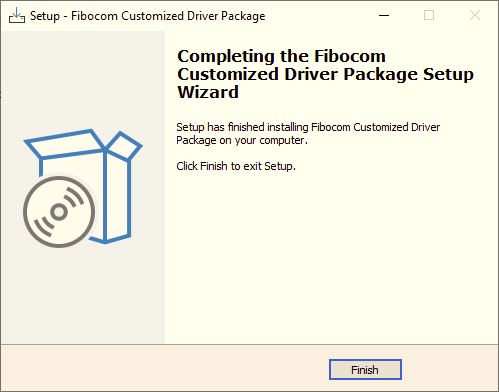 Setup - Fibocom Customized Driver Package
Completing the Fibocom
Customized Driver Package Setup
Wizard
Setup has finished installing Fibocom Customized Driver
Package on your computer.
Click Finish to exit Setup.
Finish